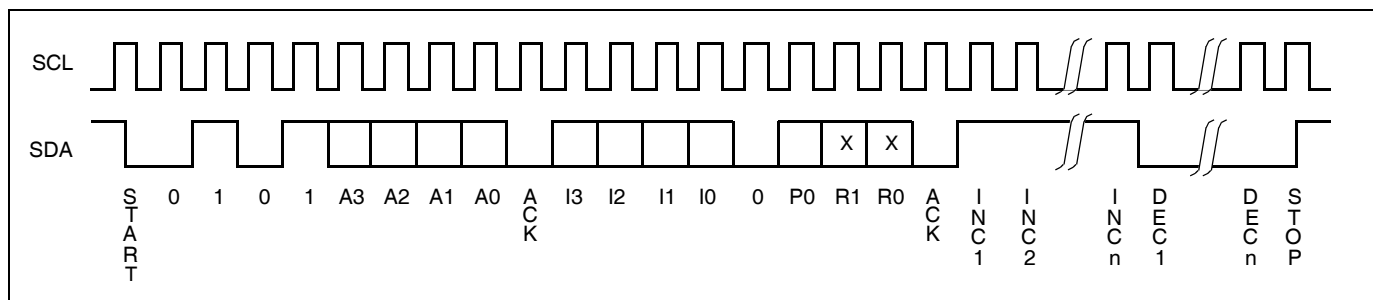 SCL
SDA
X X
START 0 1 0 1 A3 A2 A1 A0 ACK I3 I2 I1 I0 0 P0 R1 R0 ACK INC1 INC2 INCn DEC1 DECn STOP